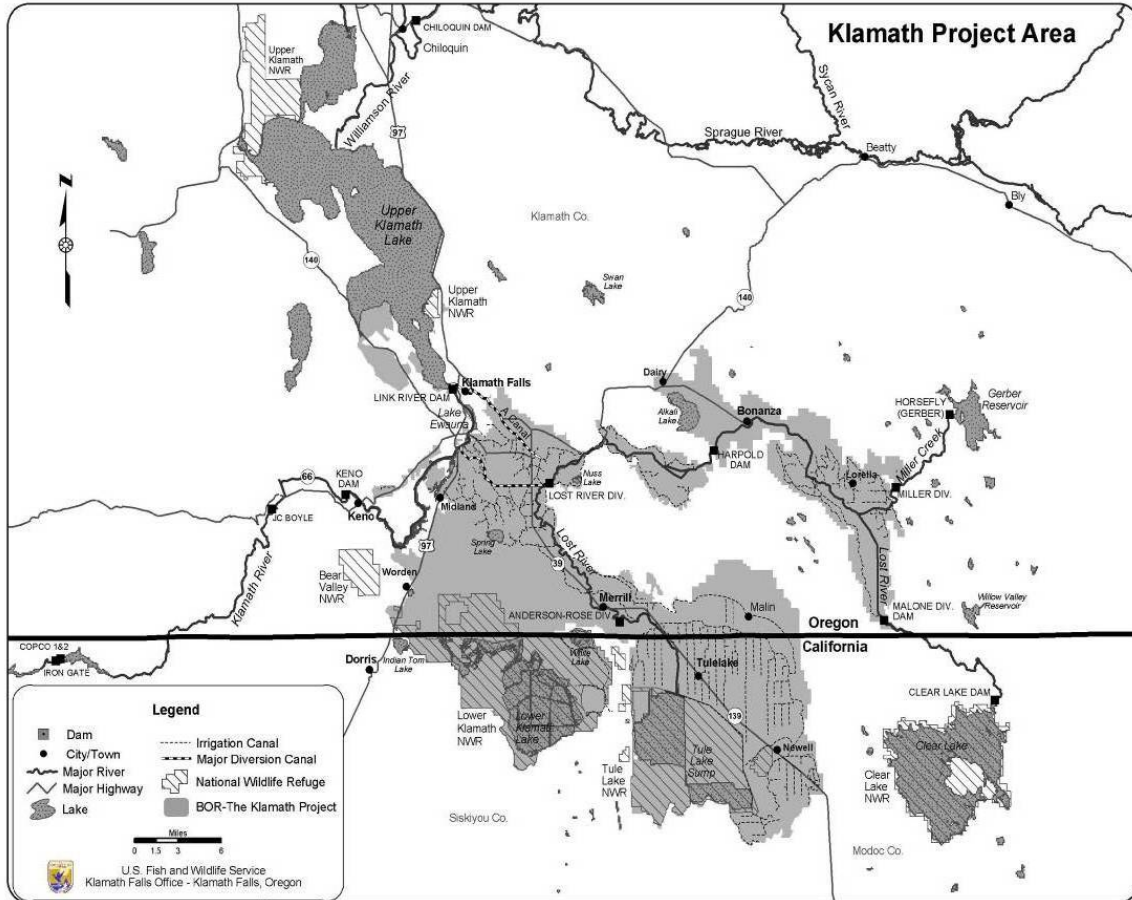 Klamath Project Area
CHILOQUIN DAM
Chiloquin
Upper
Klamath
NWR
Williamson River
97
Sycan River
Sprague River
Beatty
Bly
N
Upper
Klamath
Lake
Klamath Co.
140
Swan
Lake
140
Upper
Klamath
NWR
Dairy
Klamath Falls
LINK RIVER DAM
Lake
Ewauna
A Canal
Alkali
Lake
Bonanza
HORSEFLY
(GERBER)
Gerber
Reservoir
HARPOLD
DAM
Miller Creek
66
KENO
DAM
Keno
JC BOYLE
Midland
Nuss
Lake
LOST RIVER DIV.
Lorella
MILLER DIV.
97
Spring
Lake
Lost River
39
Lost River
Klamath River
Bear
Valley
NWR
Worden
Merrill
ANDERSON-ROSE DIV.
Malin
Willow Valley
Reservoir
MALONE DIV.
DAM
Oregon
California
COPCO 1&2
IRON GATE
Dorris
Indian Tom
Lake
White
Lake
Tulelake
CLEAR LAKE DAM
Lower
Klamath
NWR
Lower
Klamath
Lake
139
Tule
Lake
Sump
Newell
Clear Lake
Tule
Lake
NWR
Clear
Lake
NWR
Siskiyou Co.
Modoc Co.
Legend
Dam
City/Town
Major River
Major Highway
Lake
Irrigation Canal
Major Diversion Canal
National Wildlife Refuge
BOR-The Klamath Project
Miles
0 1.5 3 6
U.S. Fish and Wildlife Service
Klamath Falls Office - Klamath Falls, Oregon